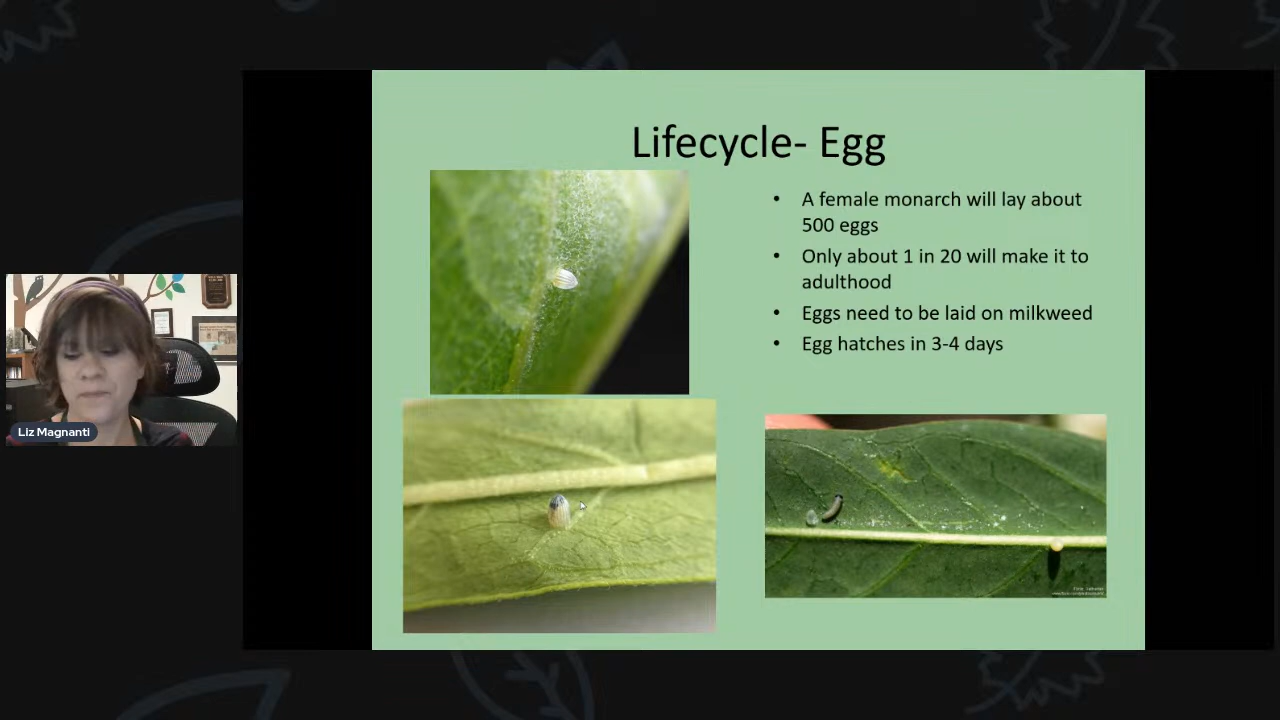 Lifecycle- Egg
• A female monarch will lay about
500 eggs
• Only about 1 in 20 will make it to
adulthood
• Eggs need to be laid on milkweed
• Egg hatches in 3-4 days
Liz Magnanti